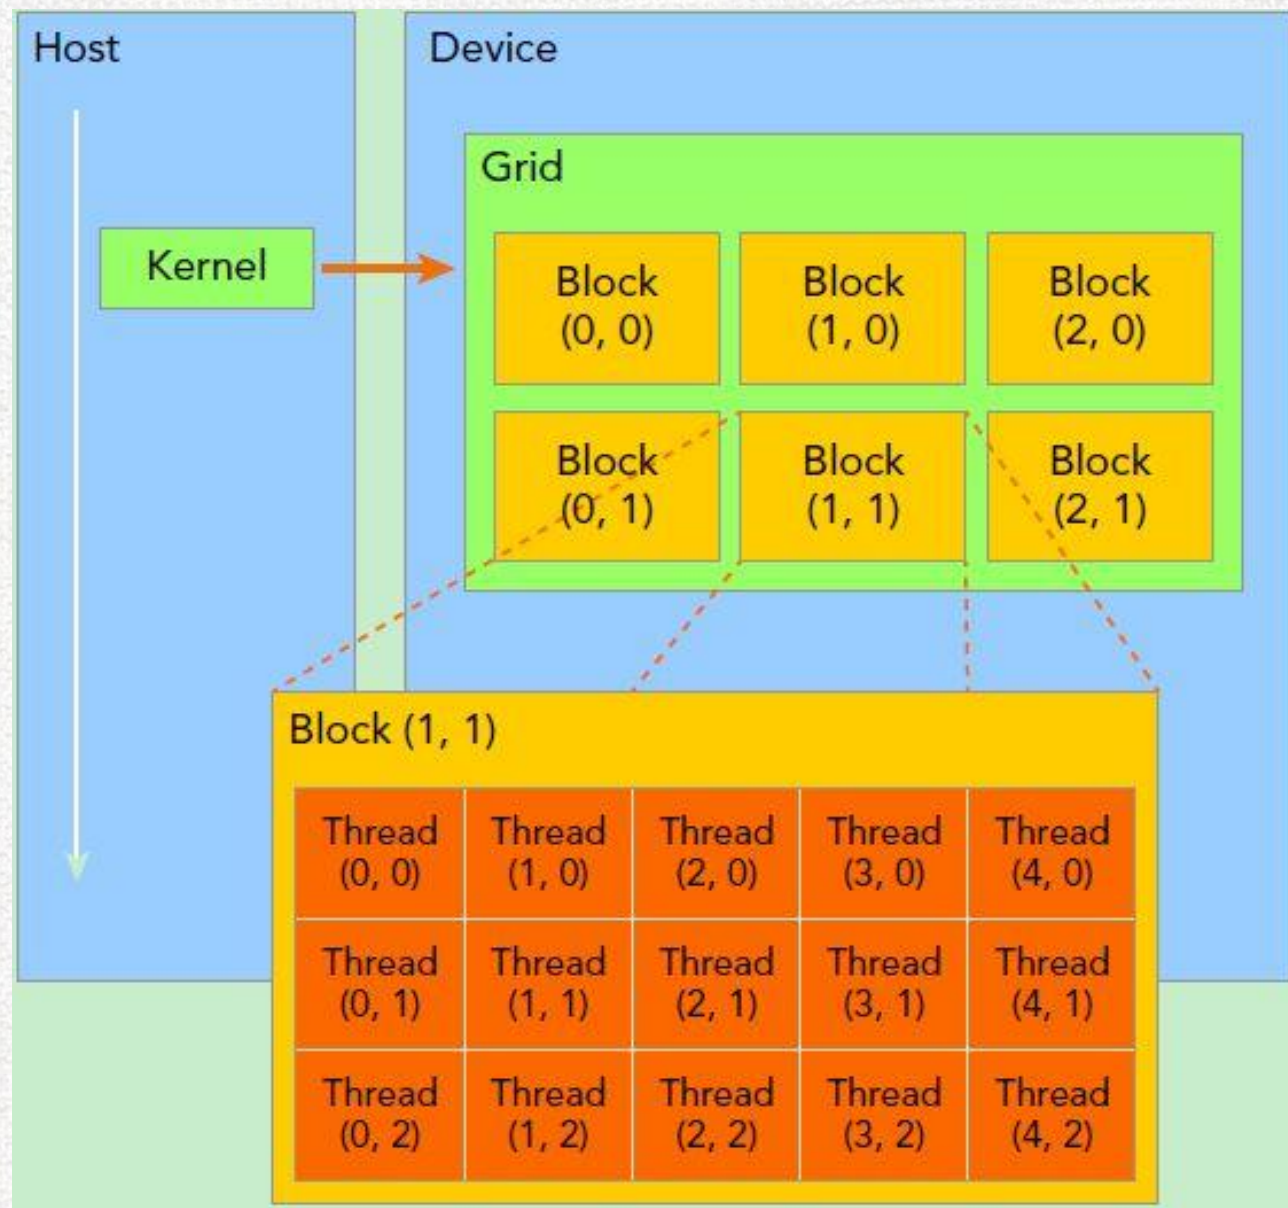 Host
Device
Grid
Kernel
Block
(0, 0)
Block
(1, 0)
Block
(2, 0)
Block
(0, 1)
Block
(1, 1)
Block
(2, 1)
Block (1, 1)
Thread
(0, 0)
Thread
(1, 0)
Thread
(2, 0)
Thread
(3, 0)
Thread
(4, 0)
Thread
(0, 1)
Thread
(1, 1)
Thread
(2, 1)
Thread
(3, 1)
Thread
(4, 1)
Thread
(0, 2)
Thread
(1, 2)
Thread
(2, 2)
Thread
(3, 2)
Thread
(4, 2)